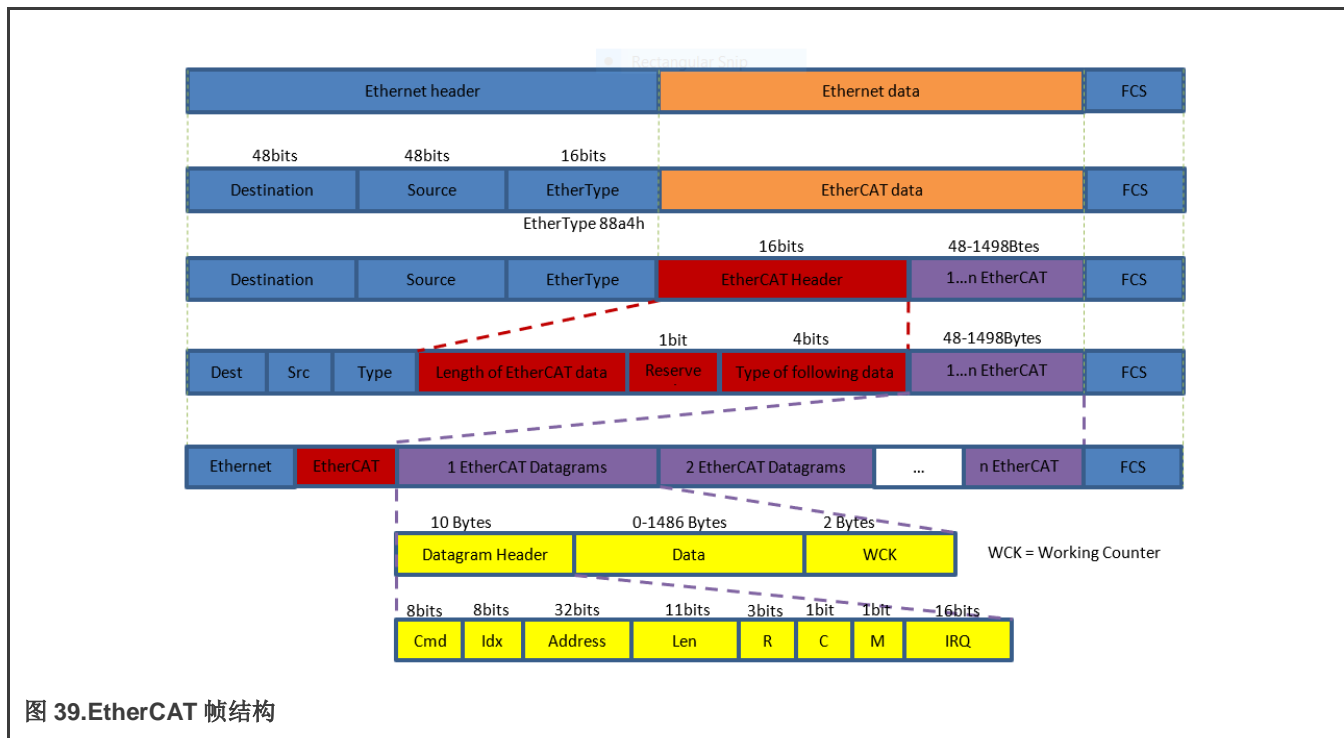 Rectangular Snip
Ethernet header Ethernet data FCS
48bits 48bits 16bits
Destination Source EtherType EtherCAT data FCS
EtherType 88a4h
16bits 48-1498Btes
Destination Source EtherType EtherCAT Header 1...n EtherCAT FCS
1bit 4bits 48-1498Bytes
Dest Src Type Length of EtherCAT data Reserve Type of following data 1...n EtherCAT FCS
Ethernet EtherCAT 1 EtherCAT Datagrams 2 EtherCAT Datagrams ... n EtherCAT FCS
10 Bytes 0-1486 Bytes 2 Bytes
Datagram Header Data WCK WCK = Working Counter
8bits 8bits 32bits 11bits 3bits 1bit 1bit 16bits
Cmd Idx Address Len R C M IRQ
图 39.EtherCAT 帧结构